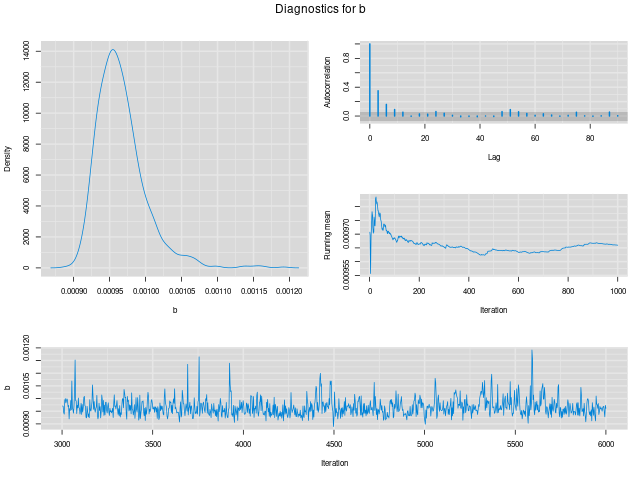 Diagnostics for b
Density
0 2000 4000 6000 8000 10000 14000
0.00090 0.00095 0.00100 0.00105 0.00110 0.00115 0.00120
b
Autocorrelation
0.0 0.4 0.8
0 20 40 60 80
Lag
Running mean
0.000955 0.000970
0 200 400 600 800 1000
Iteration
b
0.00090 0.00105 0.00120
3000 3500 4000 4500 5000 5500 6000
Iteration